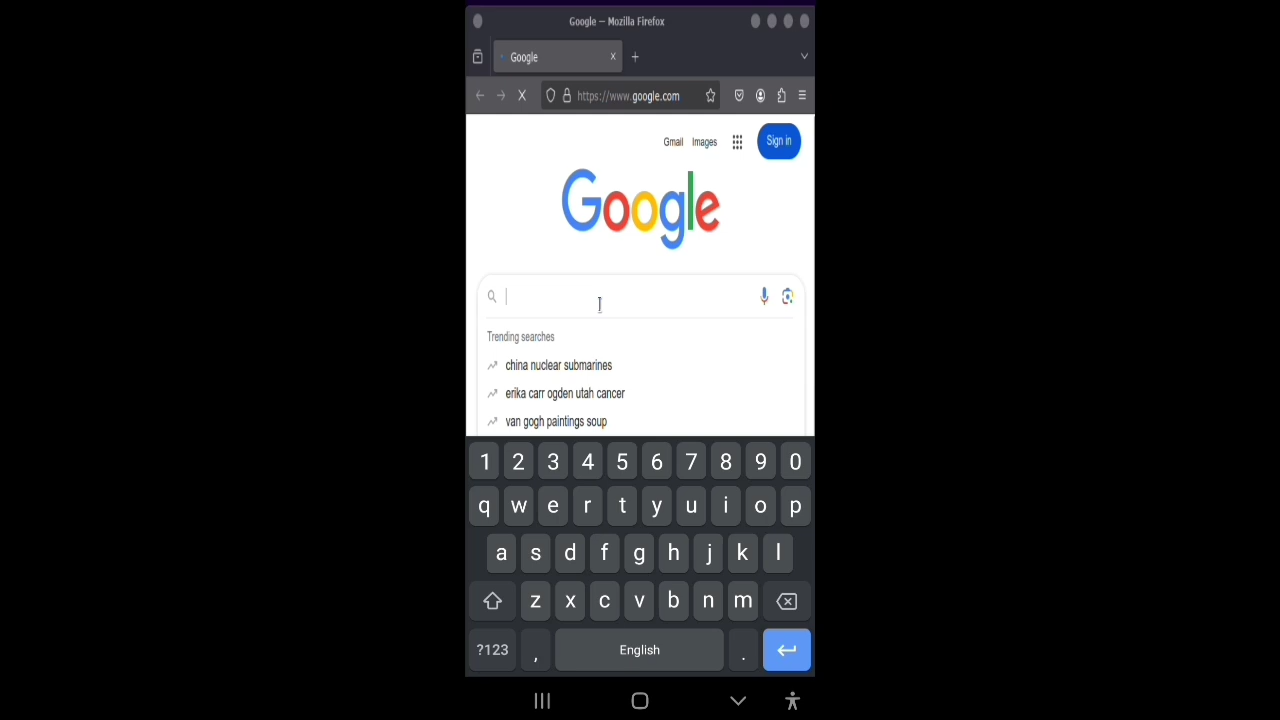 Google — Mozilla Firefox
Google
https://www.google.com
Gmail Images Sign in
Google
Trending searches
china nuclear submarines
erika carr ogden utah cancer
van gogh paintings soup
1 2 3 4 5 6 7 8 9 0
q w e r t y u i o p
a s d f g h j k l
z x c v b n m
?123 , English .